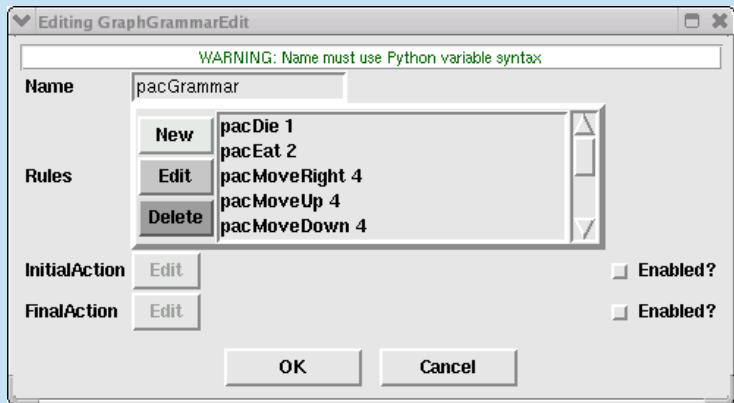 Editing GraphGrammarEdit
WARNING: Name must use Python variable syntax
Name pacGrammar
New
Edit
Delete
Rules
pacDie 1
pacEat 2
pacMoveRight 4
pacMoveUp 4
pacMoveDown 4
InitialAction Edit Enabled?
FinalAction Edit Enabled?
OK Cancel